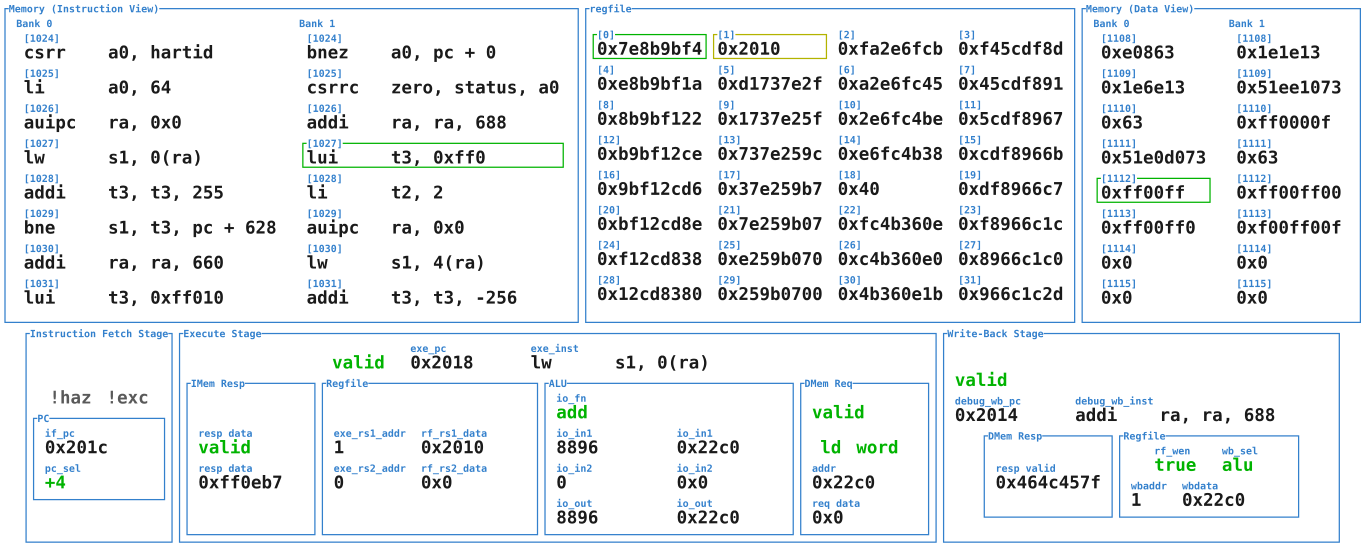 Memory (Instruction View)
Bank 0 Bank 1
[1024] [1024]
csrr a0, hartid bnez a0, pc + 0
[1025] [1025]
li a0, 64 csrrc zero, status, a0
[1026] [1026]
auipc ra, 0x0 addi ra, ra, 688
[1027] [1027]
lw s1, 0(ra) lui t3, 0xff0
[1028] [1028]
addi t3, t3, 255 li t2, 2
[1029] [1029]
bne s1, t3, pc + 628 auipc ra, 0x0
[1030] [1030]
addi ra, ra, 660 lw s1, 4(ra)
[1031] [1031]
lui t3, 0xff010 addi t3, t3, -256
regfile
[0] [1] [2] [3]
0x7e8b9bf4 0x2010 0xfa2e6fcb 0xf45cdf8d
[4] [5] [6] [7]
0xe8b9bf1a 0xd1737e2f 0xa2e6fc45 0x45cdf891
[8] [9] [10] [11]
0x8b9bf122 0x1737e25f 0x2e6fc4be 0x5cdf8967
[12] [13] [14] [15]
0xb9bf12ce 0x737e259c 0xe6fc4b38 0xcdf8966b
[16] [17] [18] [19]
0x9bf12cd6 0x37e259b7 0x40 0xdf8966c7
[20] [21] [22] [23]
0xbf12cd8e 0x7e259b07 0xfc4b360e 0xf8966c1c
[24] [25] [26] [27]
0xf12cd838 0xe259b070 0xc4b360e0 0x8966c1c0
[28] [29] [30] [31]
0x12cd8380 0x259b0700 0x4b360e1b 0x966c1c2d
Memory (Data View)
Bank 0 Bank 1
[1108] [1108]
0xe0863 0x1e1e13
[1109] [1109]
0x1e6e13 0x51ee1073
[1110] [1110]
0x63 0xff0000f
[1111] [1111]
0x51e0d073 0x63
[1112] [1112]
0xff00ff 0xff00ff00
[1113] [1113]
0xff00ff0 0xf00ff00f
[1114] [1114]
0x0 0x0
[1115] [1115]
0x0 0x0
Instruction Fetch Stage
!haz !exc
PC
if_pc
0x201c
pc_sel
+4
Execute Stage
exe_pc exe_inst
valid 0x2018 lw s1, 0(ra)
IMem Resp
resp data
valid
resp data
0xff0eb7
Regfile
exe_rs1_addr rf_rs1_data
1 0x2010
exe_rs2_addr rf_rs2_data
0 0x0
ALU
io_fn
add
io_in1 io_in1
8896 0x22c0
io_in2 io_in2
0 0x0
io_out io_out
8896 0x22c0
DMem Req
valid
ld word
addr
0x22c0
req data
0x0
Write-Back Stage
valid
debug_wb_pc debug_wb_inst
0x2014 addi ra, ra, 688
DMem Resp
resp valid
0x464c457f
Regfile
rf_wen wb_sel
true alu
wbaddr wbdata
1 0x22c0